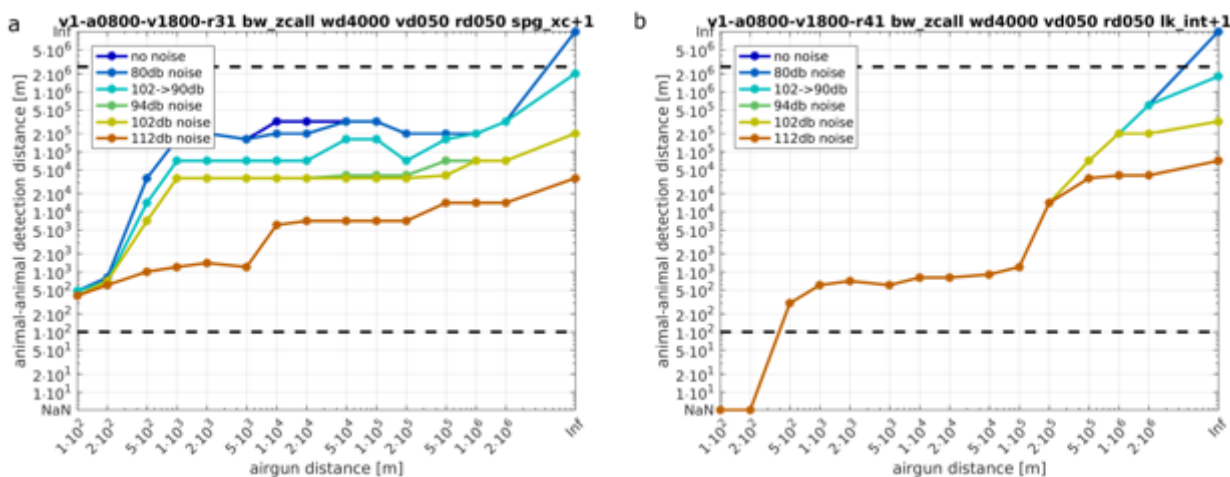 a
v1-a0800-v1800-r31 bw_zcall wd4000 vd050 rd050 spg_xc+1
animal-animal detection distance [m]
Inf
5·10⁶
2·10⁶
1·10⁶
5·10⁵
2·10⁵
1·10⁵
5·10⁴
2·10⁴
1·10⁴
5·10³
2·10³
1·10³
5·10²
2·10²
1·10²
5·10¹
2·10¹
1·10¹
NaN
no noise
80db noise
102->90db
94db noise
102db noise
112db noise
1·10² 2·10² 5·10² 1·10³ 2·10³ 5·10³ 1·10⁴ 2·10⁴ 5·10⁴ 1·10⁵ 2·10⁵ 5·10⁵ 1·10⁶ 2·10⁶ Inf
airgun distance [m]
b
v1-a0800-v1800-r41 bw_zcall wd4000 vd050 rd050 lk_int+1
animal-animal detection distance [m]
Inf
5·10⁶
2·10⁶
1·10⁶
5·10⁵
2·10⁵
1·10⁵
5·10⁴
2·10⁴
1·10⁴
5·10³
2·10³
1·10³
5·10²
2·10²
1·10²
5·10¹
2·10¹
1·10¹
NaN
no noise
80db noise
102->90db
94db noise
102db noise
112db noise
1·10² 2·10² 5·10² 1·10³ 2·10³ 5·10³ 1·10⁴ 2·10⁴ 5·10⁴ 1·10⁵ 2·10⁵ 5·10⁵ 1·10⁶ 2·10⁶ Inf
airgun distance [m]